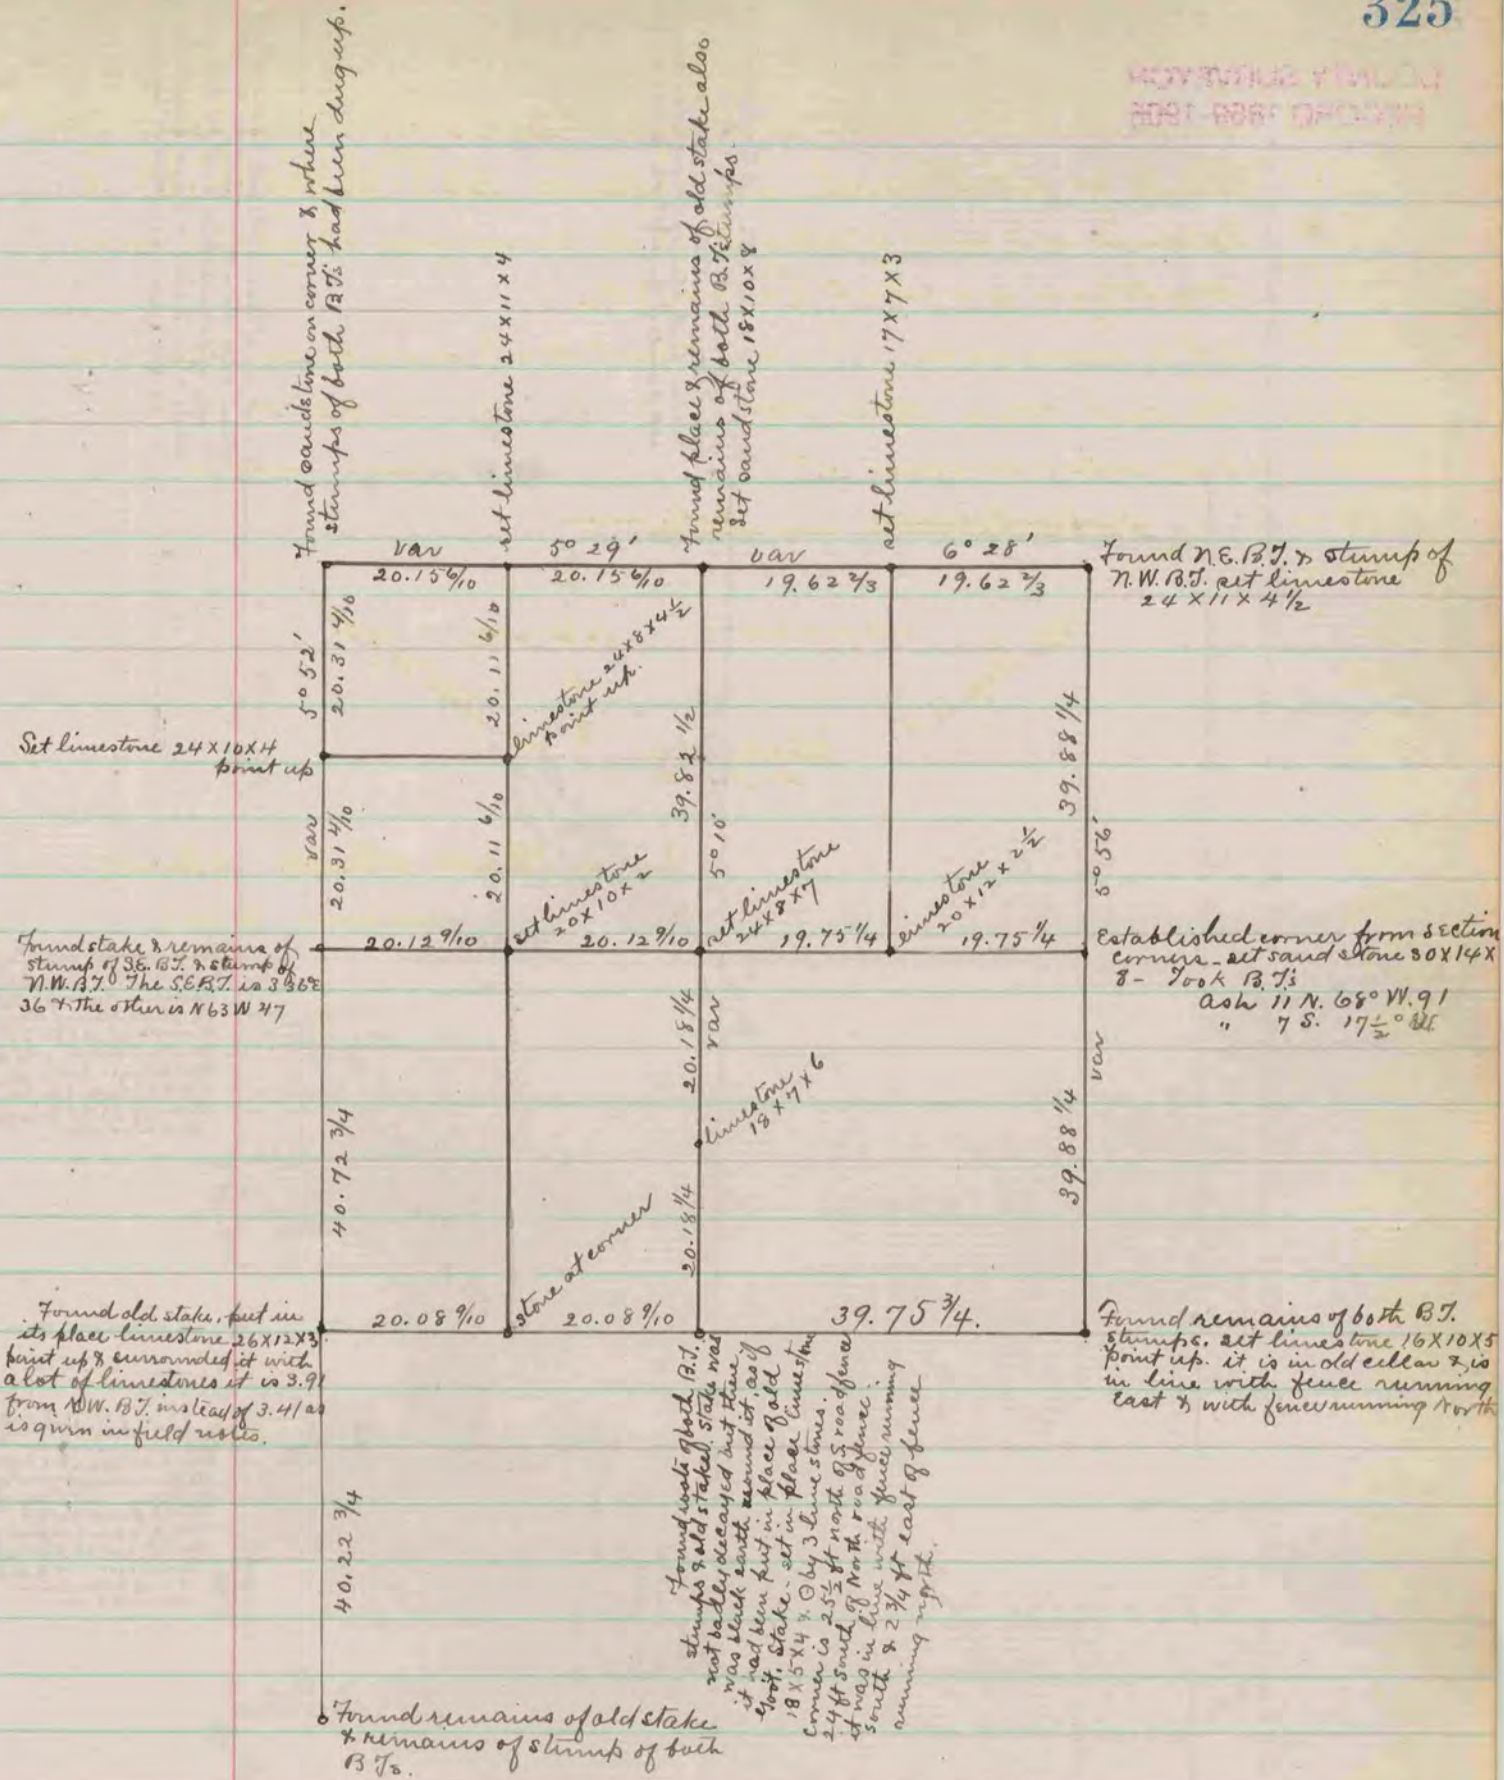 325
Found sandstone on corner & where
stumps of both B.T's had been dug up.
set limestone 24 X 11 X 4
Found place & remains of old stake also
remains of both B.T. stumps.
Set sandstone 18 X 10 X 8
set limestone 17 X 7 X 3
var 5° 29' var 6° 28'
20.15 6/10 20.15 6/10 19.62 2/3 19.62 2/3
Found N.E. B.T. & stump of
N.W. B.T. set limestone
24 X 11 X 4 1/2
5° 52'
20.31 4/10
20.11 6/10
limestone 24 X 8 X 4 1/2
point up.
39.82 1/2
39.88 1/4
Set limestone 24 X 10 X 4
point up
var
20.31 4/10
20.11 6/10
5° 10'
5° 56'
set limestone
20 X 10 X 2
set limestone
24 X 8 X 7
limestone
20 X 12 X 2 1/2
20.12 9/10 20.12 9/10 19.75 1/4 19.75 1/4
Found stake & remains of
stump of S.E. B.T. & stump of
N.W. B.T. The S.E. B.T. is
36 & the other is N 63 W 47
Established corner from section
corners - set sand stone 30 X 14 X
8 - Took B.T's
Ash 11 N. 68° W. 91
" 7 S. 17 1/2°
40.72 3/4
20.18 1/4
var
limestone
18 X 7 X 6
20.18 1/4
var
39.88 1/4
stone at corner
20.08 9/10 20.08 9/10 39.75 3/4.
Found old stake, put in
its place limestone 26 X 12 X 3
point up & surrounded it with
a lot of limestones it is 3.91
from N.W. B.T. instead of 3.41 as
is given in field notes.
Found remains of both B.T.
stumps. set limestone 16 X 10 X 5
point up. it is in old cellar & is
in line with fence running
East & with fence running North
Found roots of both B.T.
stumps & old stake. Stake was
not badly decayed but there
was black earth around it, as if
it had been put in place of old
Stake - set in place limestone
18 X 5 X 4 & by 3 lime stones.
Corner is 25 1/2 ft north of S road fence
24 ft south of North road fence.
it was in line with fence running
south & 2 3/4 ft east of fence
running north.
40.22 3/4
Found remains of old stake
& remains of stump of both
B.Ts.